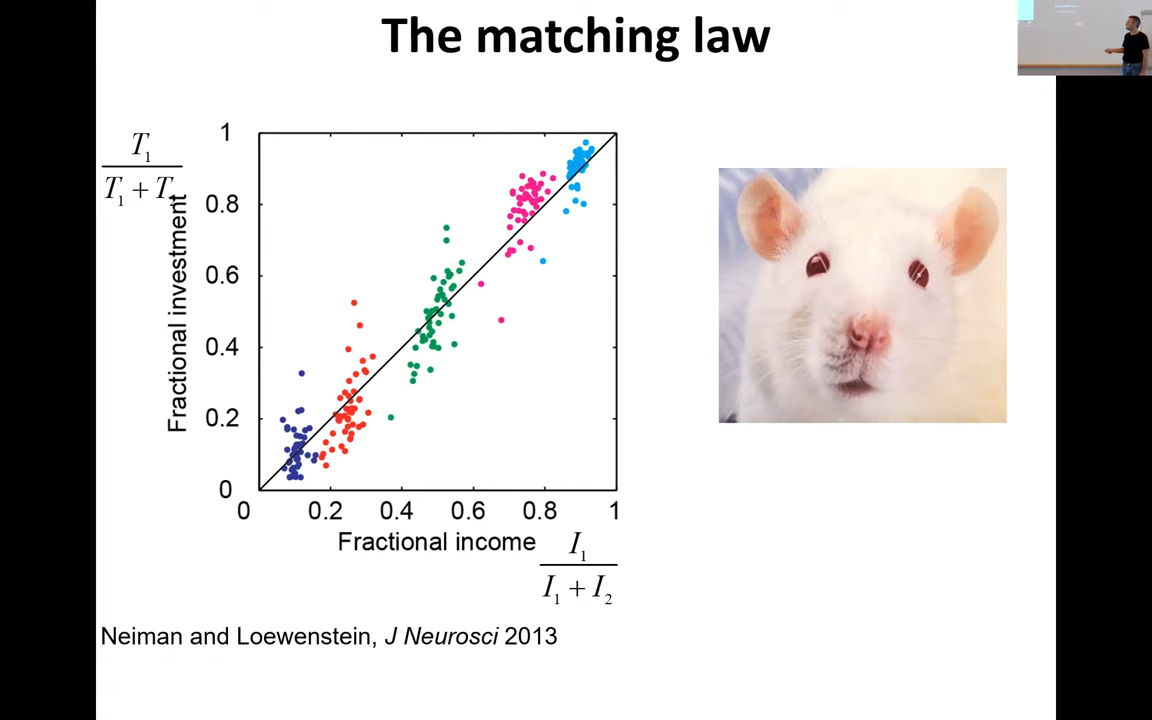 The matching law
T1
T1 + T
Fractional investment
1
0.8
0.6
0.4
0.2
0
0 0.2 0.4 0.6 0.8 1
Fractional income
I1
I1 + I2
Neiman and Loewenstein, J Neurosci 2013